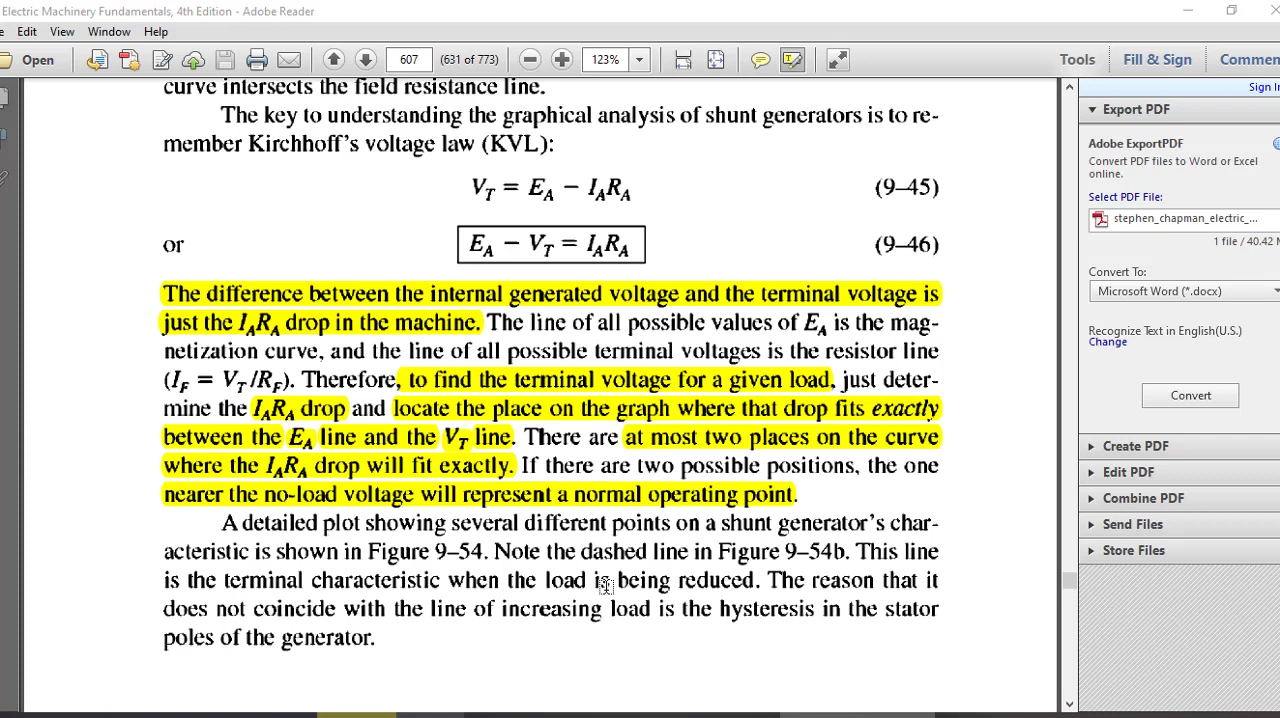 Electric Machinery Fundamentals, 4th Edition - Adobe Reader
Edit View Window Help
Open 607 (631 of 773) 123% Tools Fill & Sign
Sign
curve intersects the field resistance line.
The key to understanding the graphical analysis of shunt generators is to re-
member Kirchhoff's voltage law (KVL):
V_T = E_A − I_A R_A (9–45)
or E_A − V_T = I_A R_A (9–46)
The difference between the internal generated voltage and the terminal voltage is
just the I_A R_A drop in the machine. The line of all possible values of E_A is the mag-
netization curve, and the line of all possible terminal voltages is the resistor line
(I_F = V_T /R_F). Therefore, to find the terminal voltage for a given load, just deter-
mine the I_A R_A drop and locate the place on the graph where that drop fits exactly
between the E_A line and the V_T line. There are at most two places on the curve
where the I_A R_A drop will fit exactly. If there are two possible positions, the one
nearer the no-load voltage will represent a normal operating point.
A detailed plot showing several different points on a shunt generator's char-
acteristic is shown in Figure 9–54. Note the dashed line in Figure 9–54b. This line
is the terminal characteristic when the load is being reduced. The reason that it
does not coincide with the line of increasing load is the hysteresis in the stator
poles of the generator.
Export PDF
Adobe ExportPDF
Convert PDF files to Word or Excel
online.
Select PDF File:
stephen_chapman_electric_...
1 file / 40.42
Convert To:
Microsoft Word (*.docx)
Recognize Text in English(U.S.)
Change
Convert
Create PDF
Edit PDF
Combine PDF
Send Files
Store Files